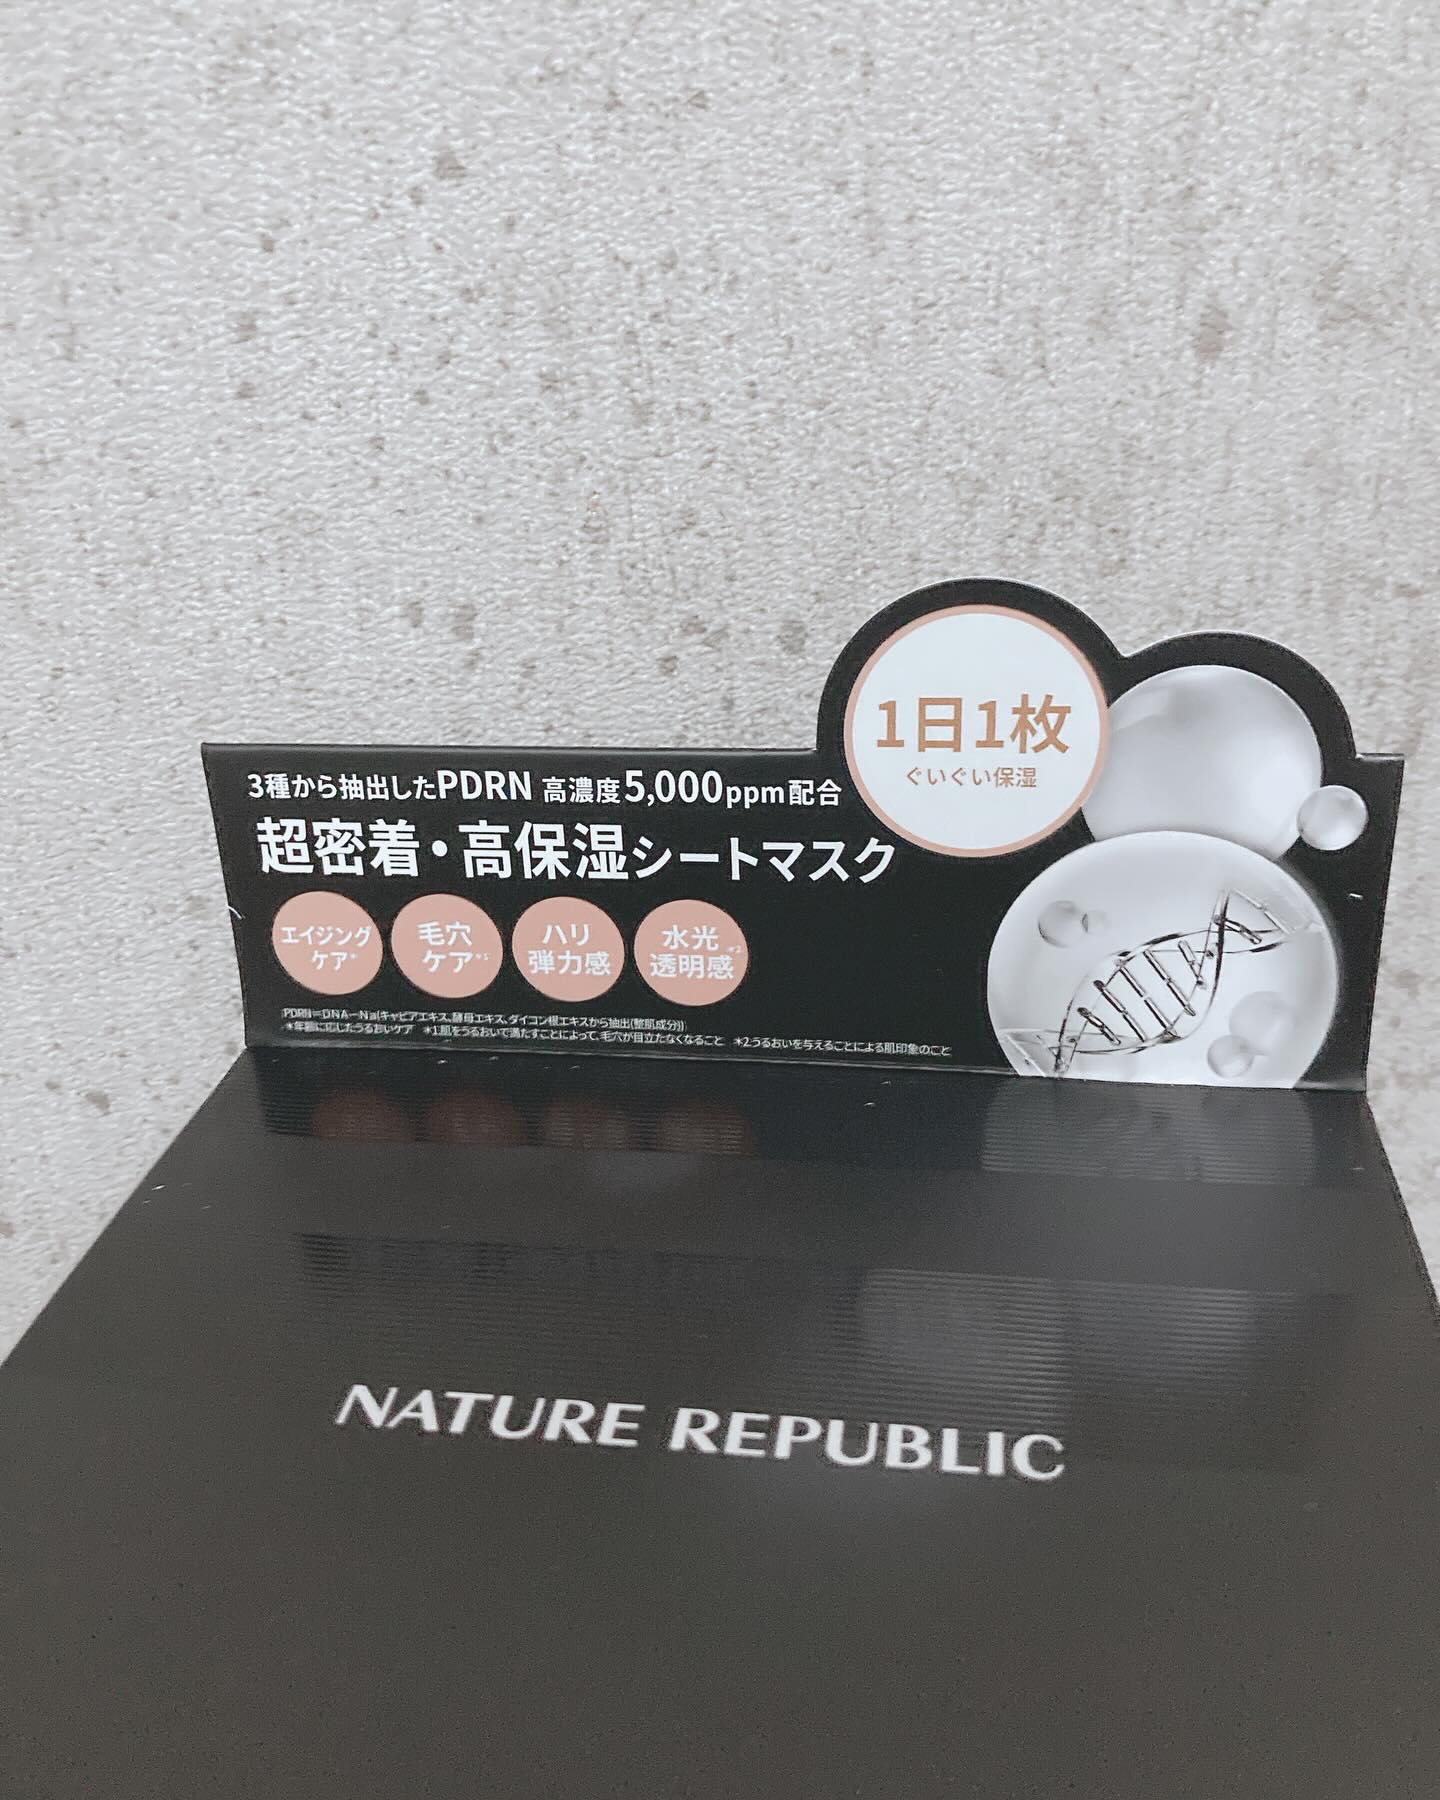 1日1枚
ぐいぐい保湿
3種から抽出したPDRN 高濃度5,000ppm配合
超密着・高保湿シートマスク
エイジング
ケア*
毛穴
ケア*1
ハリ
弾力感
水光
透明感*2
PDRN=DNA-Na(キャビアエキス、酵母エキス、ダイコン根エキスから抽出(整肌成分))
*年齢に応じたうるおいケア *1.肌をうるおいで満たすことによって、毛穴が目立たなくなること *2.うるおいを与えることによる肌印象のこと
NATURE REPUBLIC